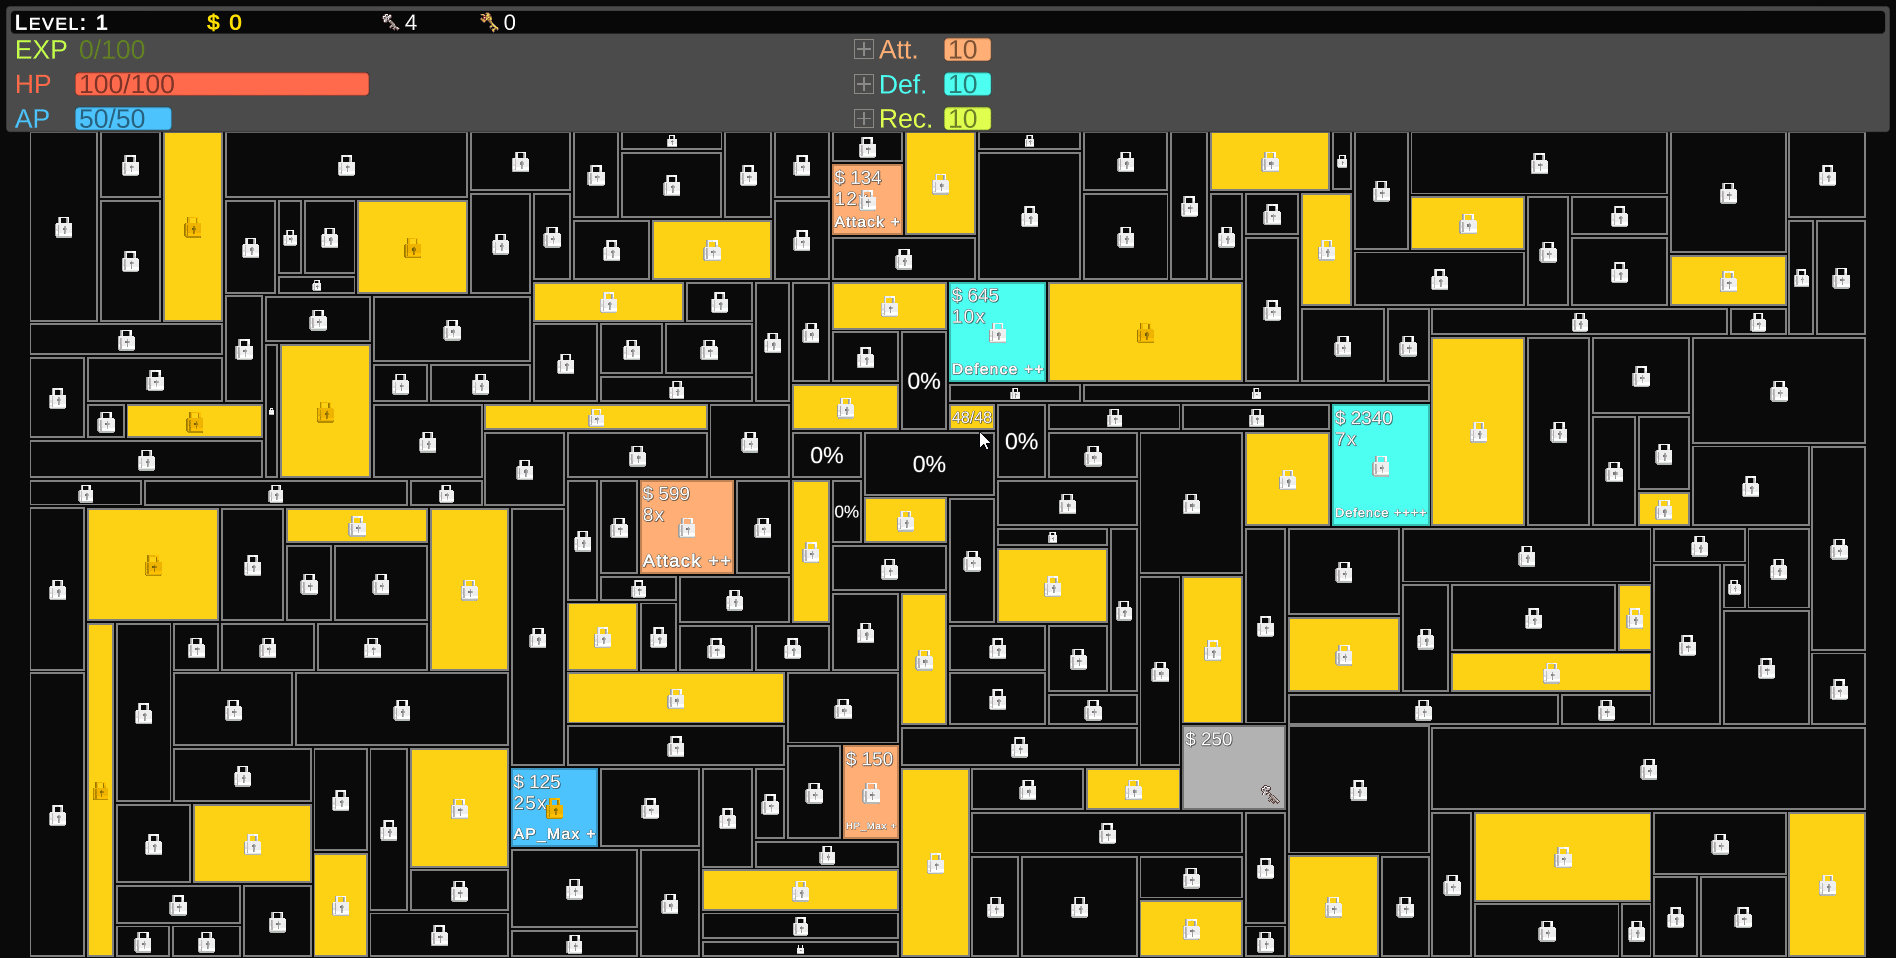 LEVEL: 1 $ 0 4 0
EXP 0/100
HP 100/100
AP 50/50
Att. 10
Def. 10
Rec. 10
$ 134
12x
Attack +
$ 645
10x
Defence ++
0%
48/48
0%
0%
0%
$ 2340
7x
Defence ++++
$ 599
8x
Attack ++
0%
$ 250
$ 150
HP_Max +
$ 125
25x
AP_Max +